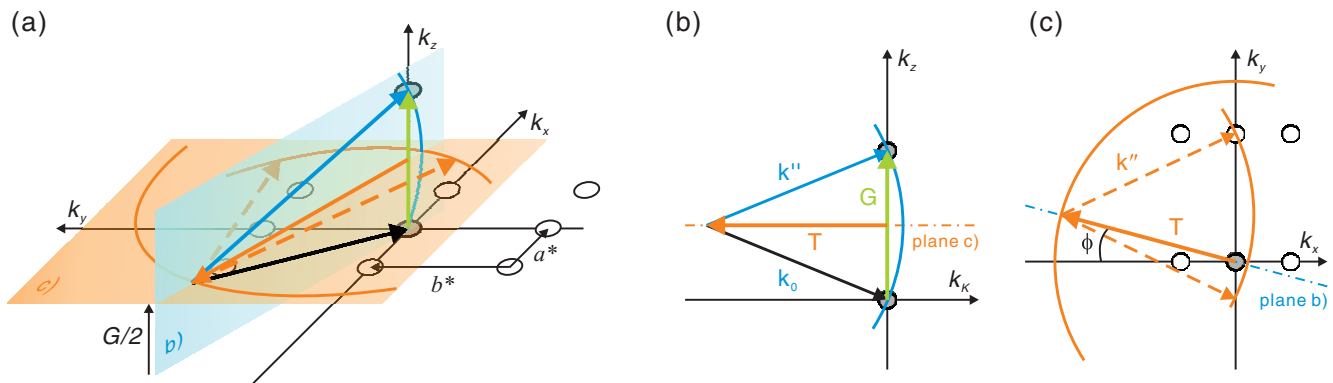 (a)
k_z
k_x
k_y
a*
b*
c)
b)
G/2
(b)
k_z
k''
G
T
plane c)
k_0
k_K
(c)
k_y
k''
T
ϕ
k_x
plane b)